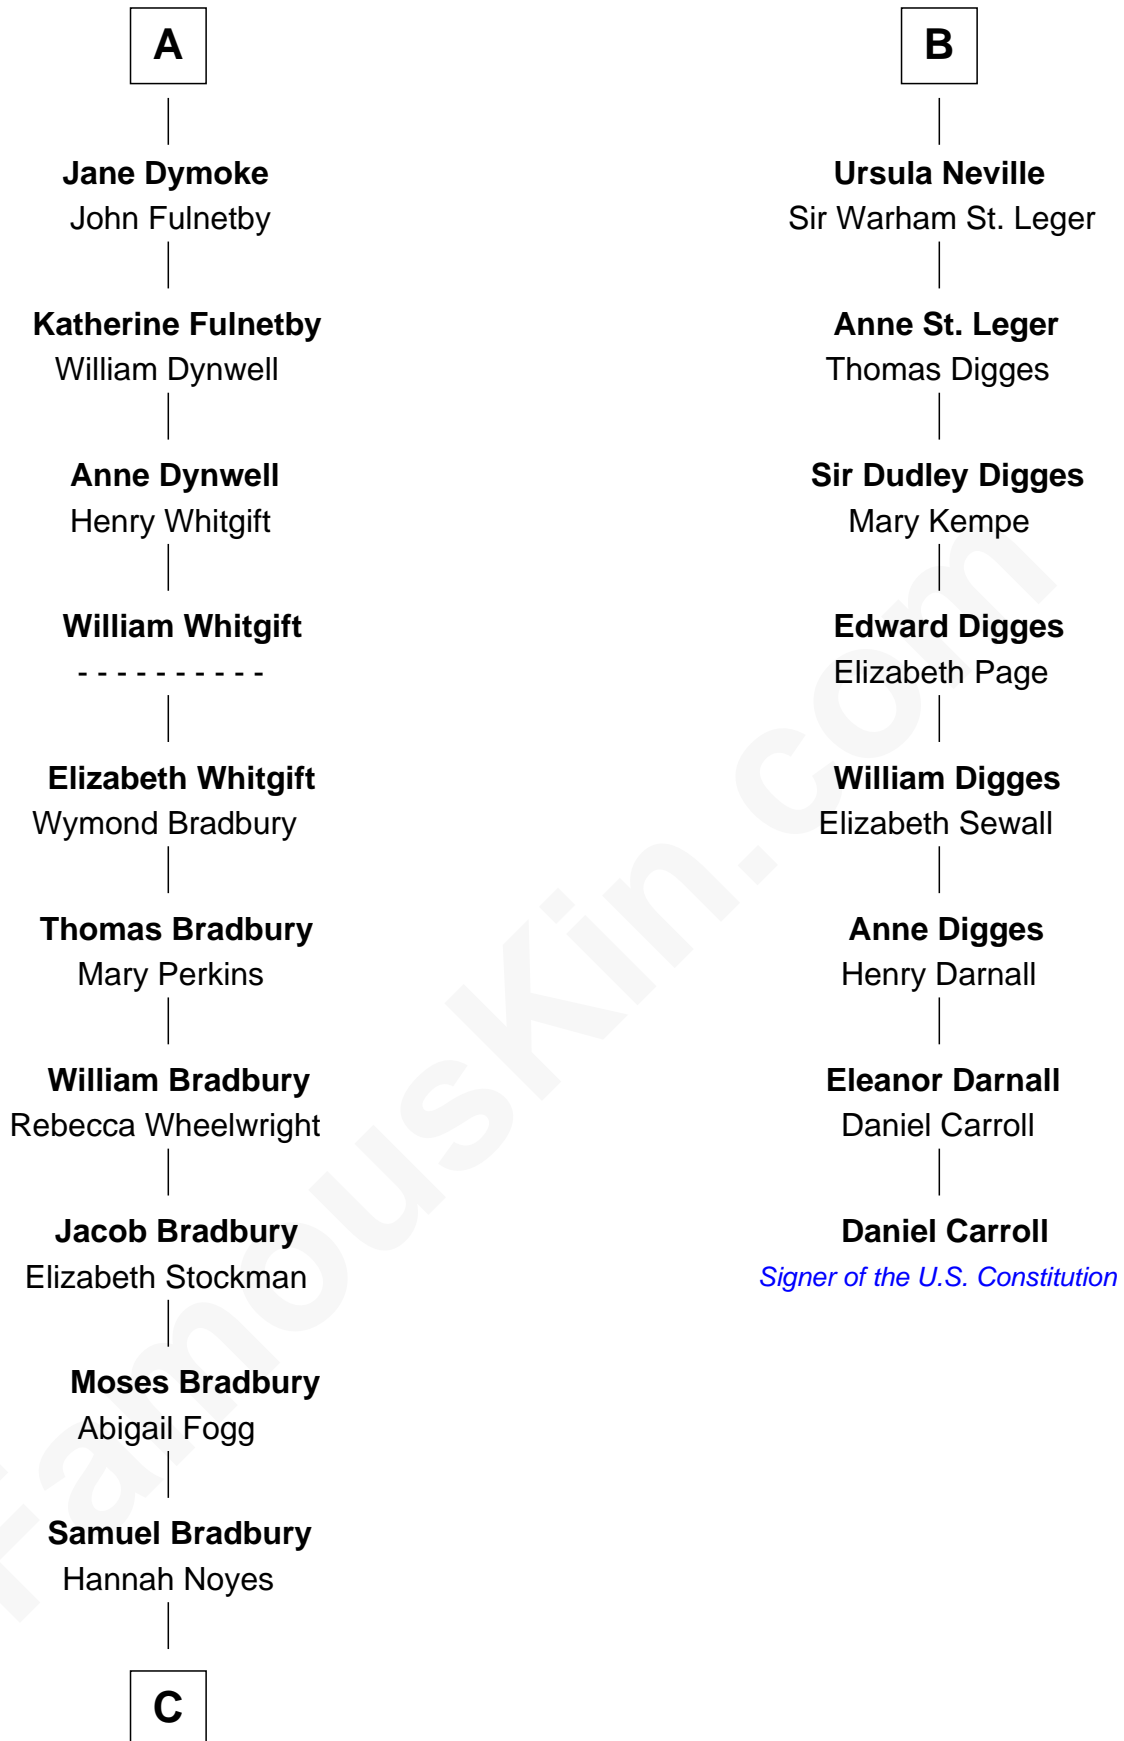 A
Jane Dymoke
John Fulnetby
Katherine Fulnetby
William Dynwell
Anne Dynwell
Henry Whitgift
William Whitgift
- - - - - - - - - -
Elizabeth Whitgift
Wymond Bradbury
Thomas Bradbury
Mary Perkins
William Bradbury
Rebecca Wheelwright
Jacob Bradbury
Elizabeth Stockman
Moses Bradbury
Abigail Fogg
Samuel Bradbury
Hannah Noyes
C
B
Ursula Neville
Sir Warham St. Leger
Anne St. Leger
Thomas Digges
Sir Dudley Digges
Mary Kempe
Edward Digges
Elizabeth Page
William Digges
Elizabeth Sewall
Anne Digges
Henry Darnall
Eleanor Darnall
Daniel Carroll
Daniel Carroll
Signer of the U.S. Constitution
FamousKin.com